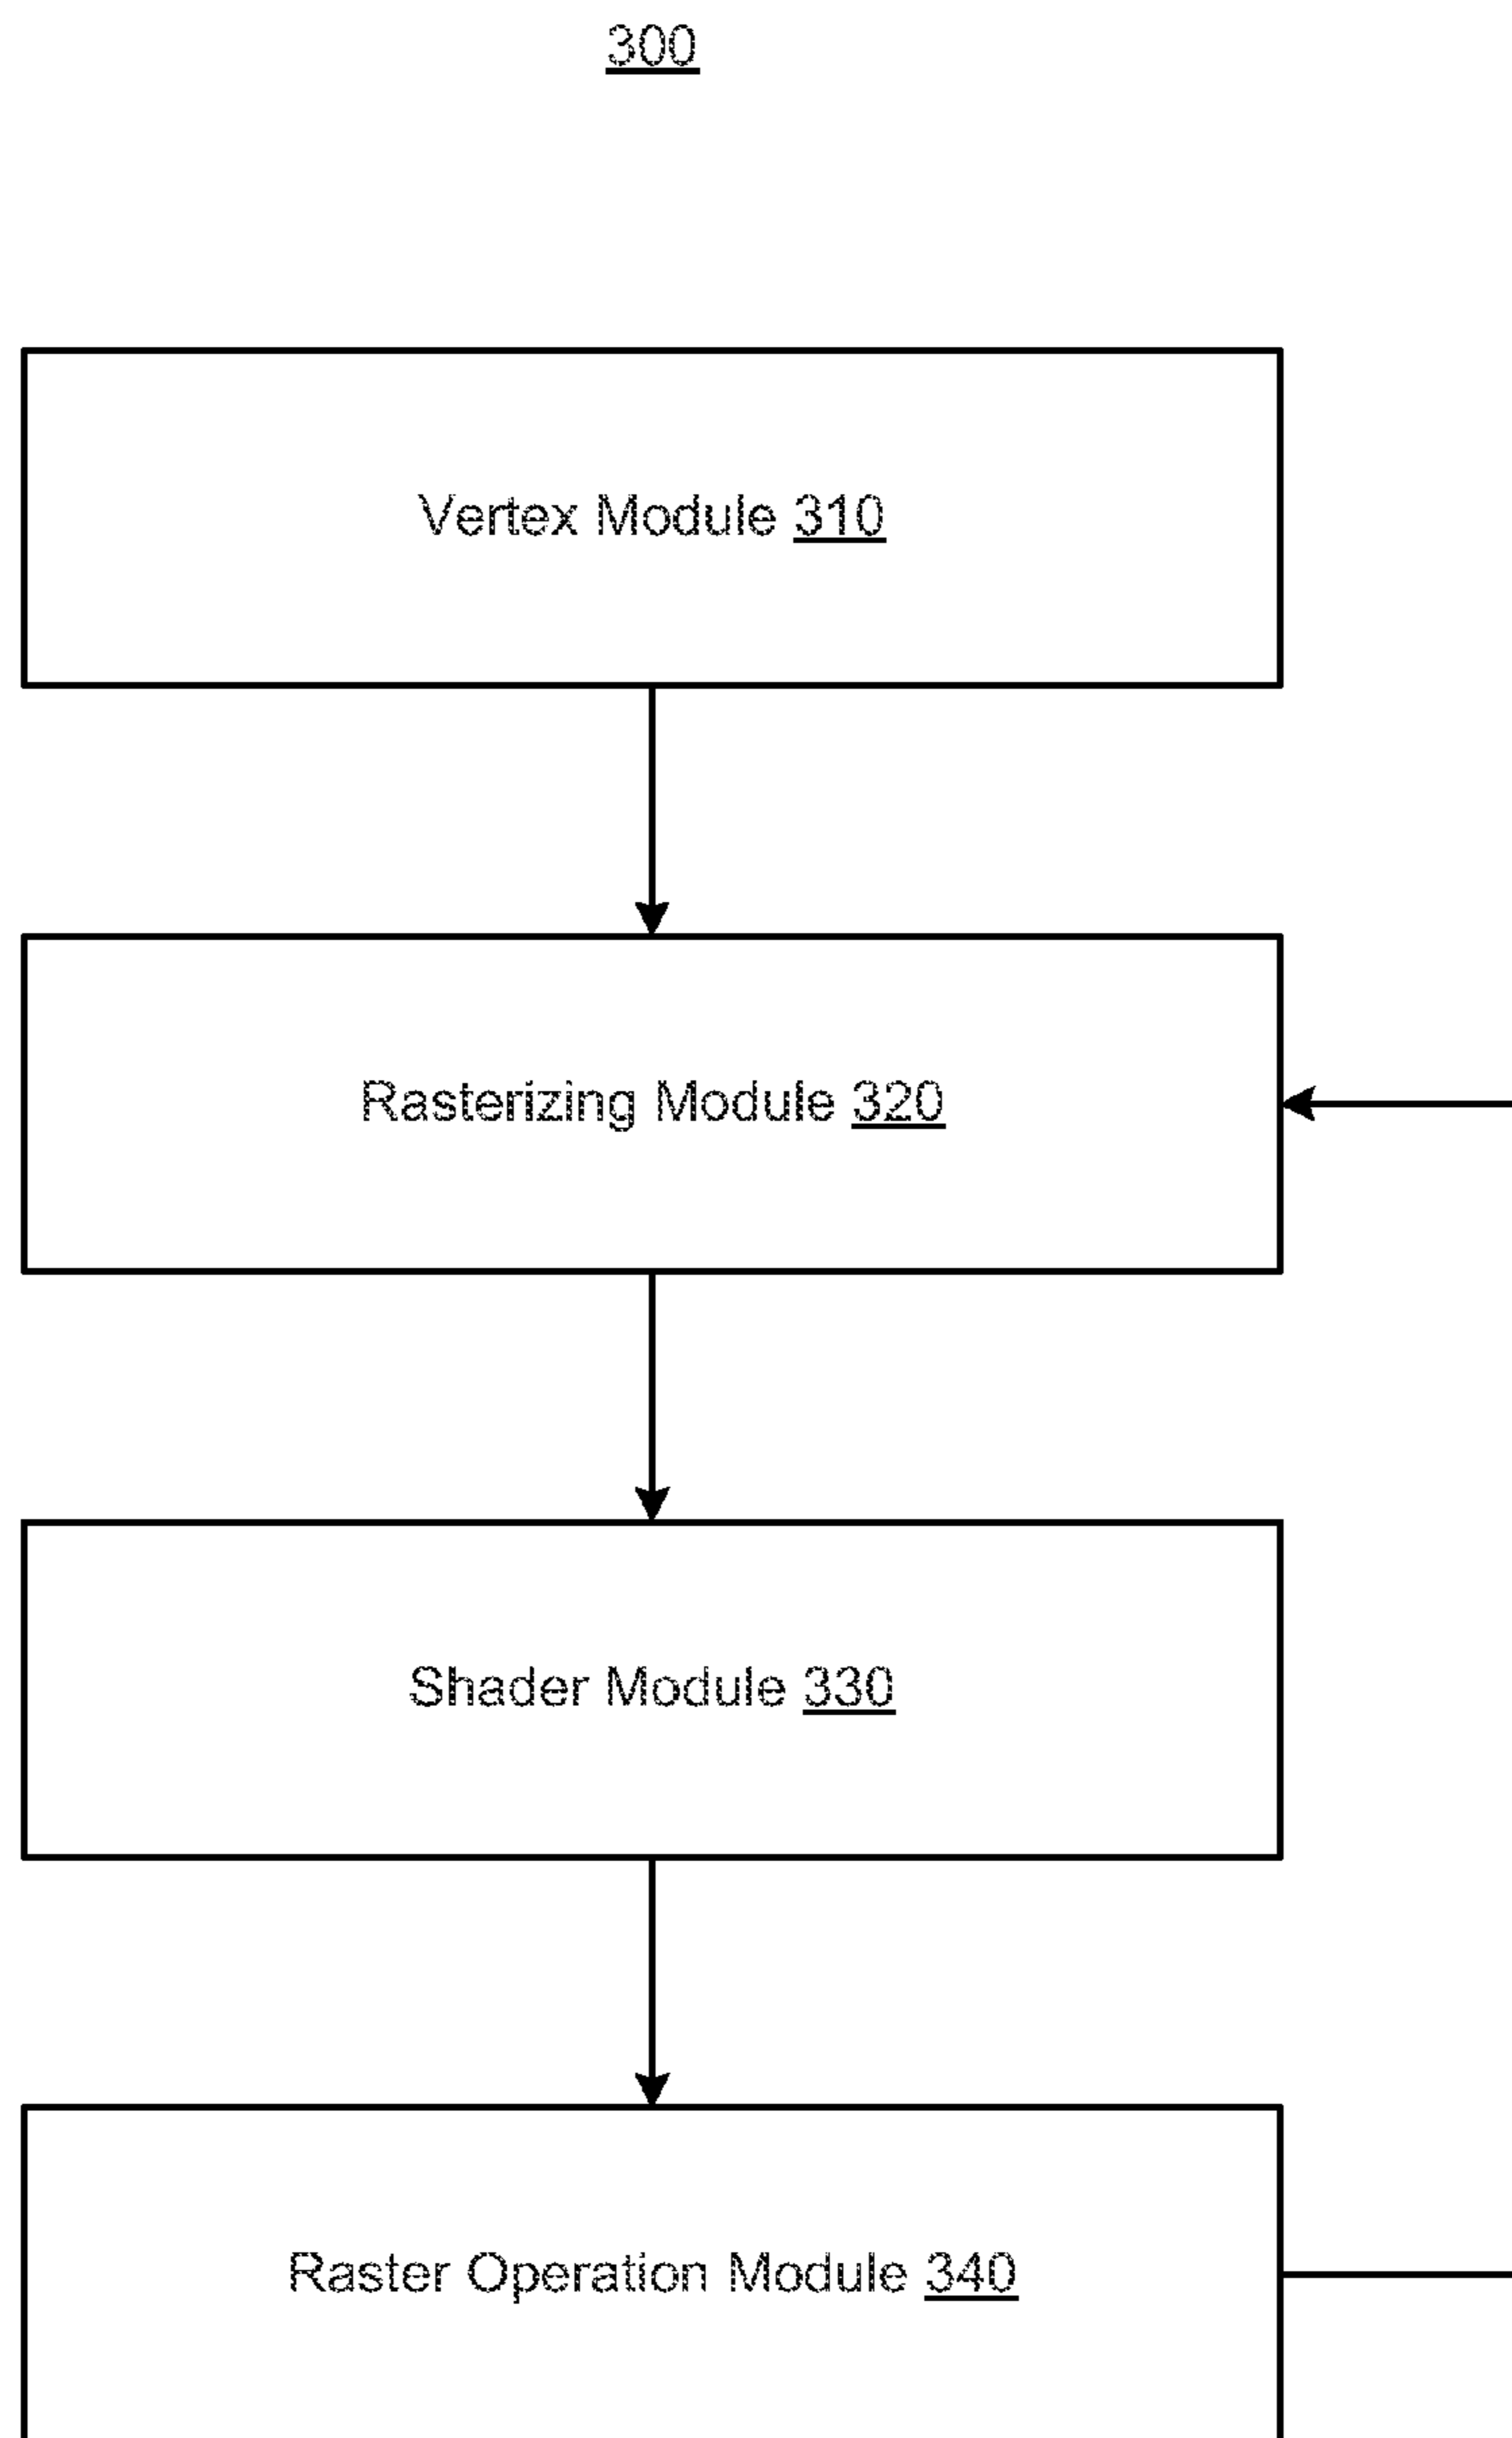 300
Vertex Module 310
Rasterizing Module 320
Shader Module 330
Raster Operation Module 340